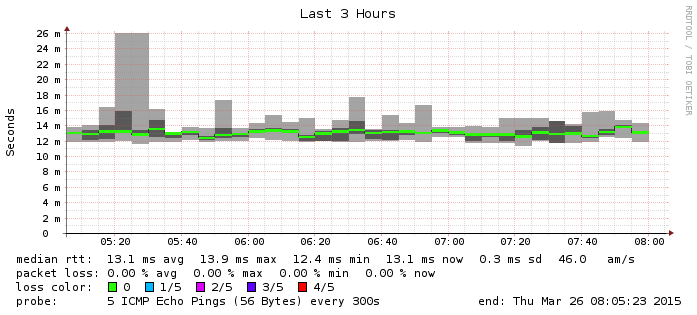 Last 3 Hours
RRDTOOL / TOBI OETIKER
Seconds
26 m
24 m
22 m
20 m
18 m
16 m
14 m
12 m
10 m
8 m
6 m
4 m
2 m
0
05:20 05:40 06:00 06:20 06:40 07:00 07:20 07:40 08:00
median rtt: 13.1 ms avg 13.9 ms max 12.4 ms min 13.1 ms now 0.3 ms sd 46.0 am/s
packet loss: 0.00 % avg 0.00 % max 0.00 % min 0.00 % now
loss color: 0 1/5 2/5 3/5 4/5
probe: 5 ICMP Echo Pings (56 Bytes) every 300s end: Thu Mar 26 08:05:23 2015